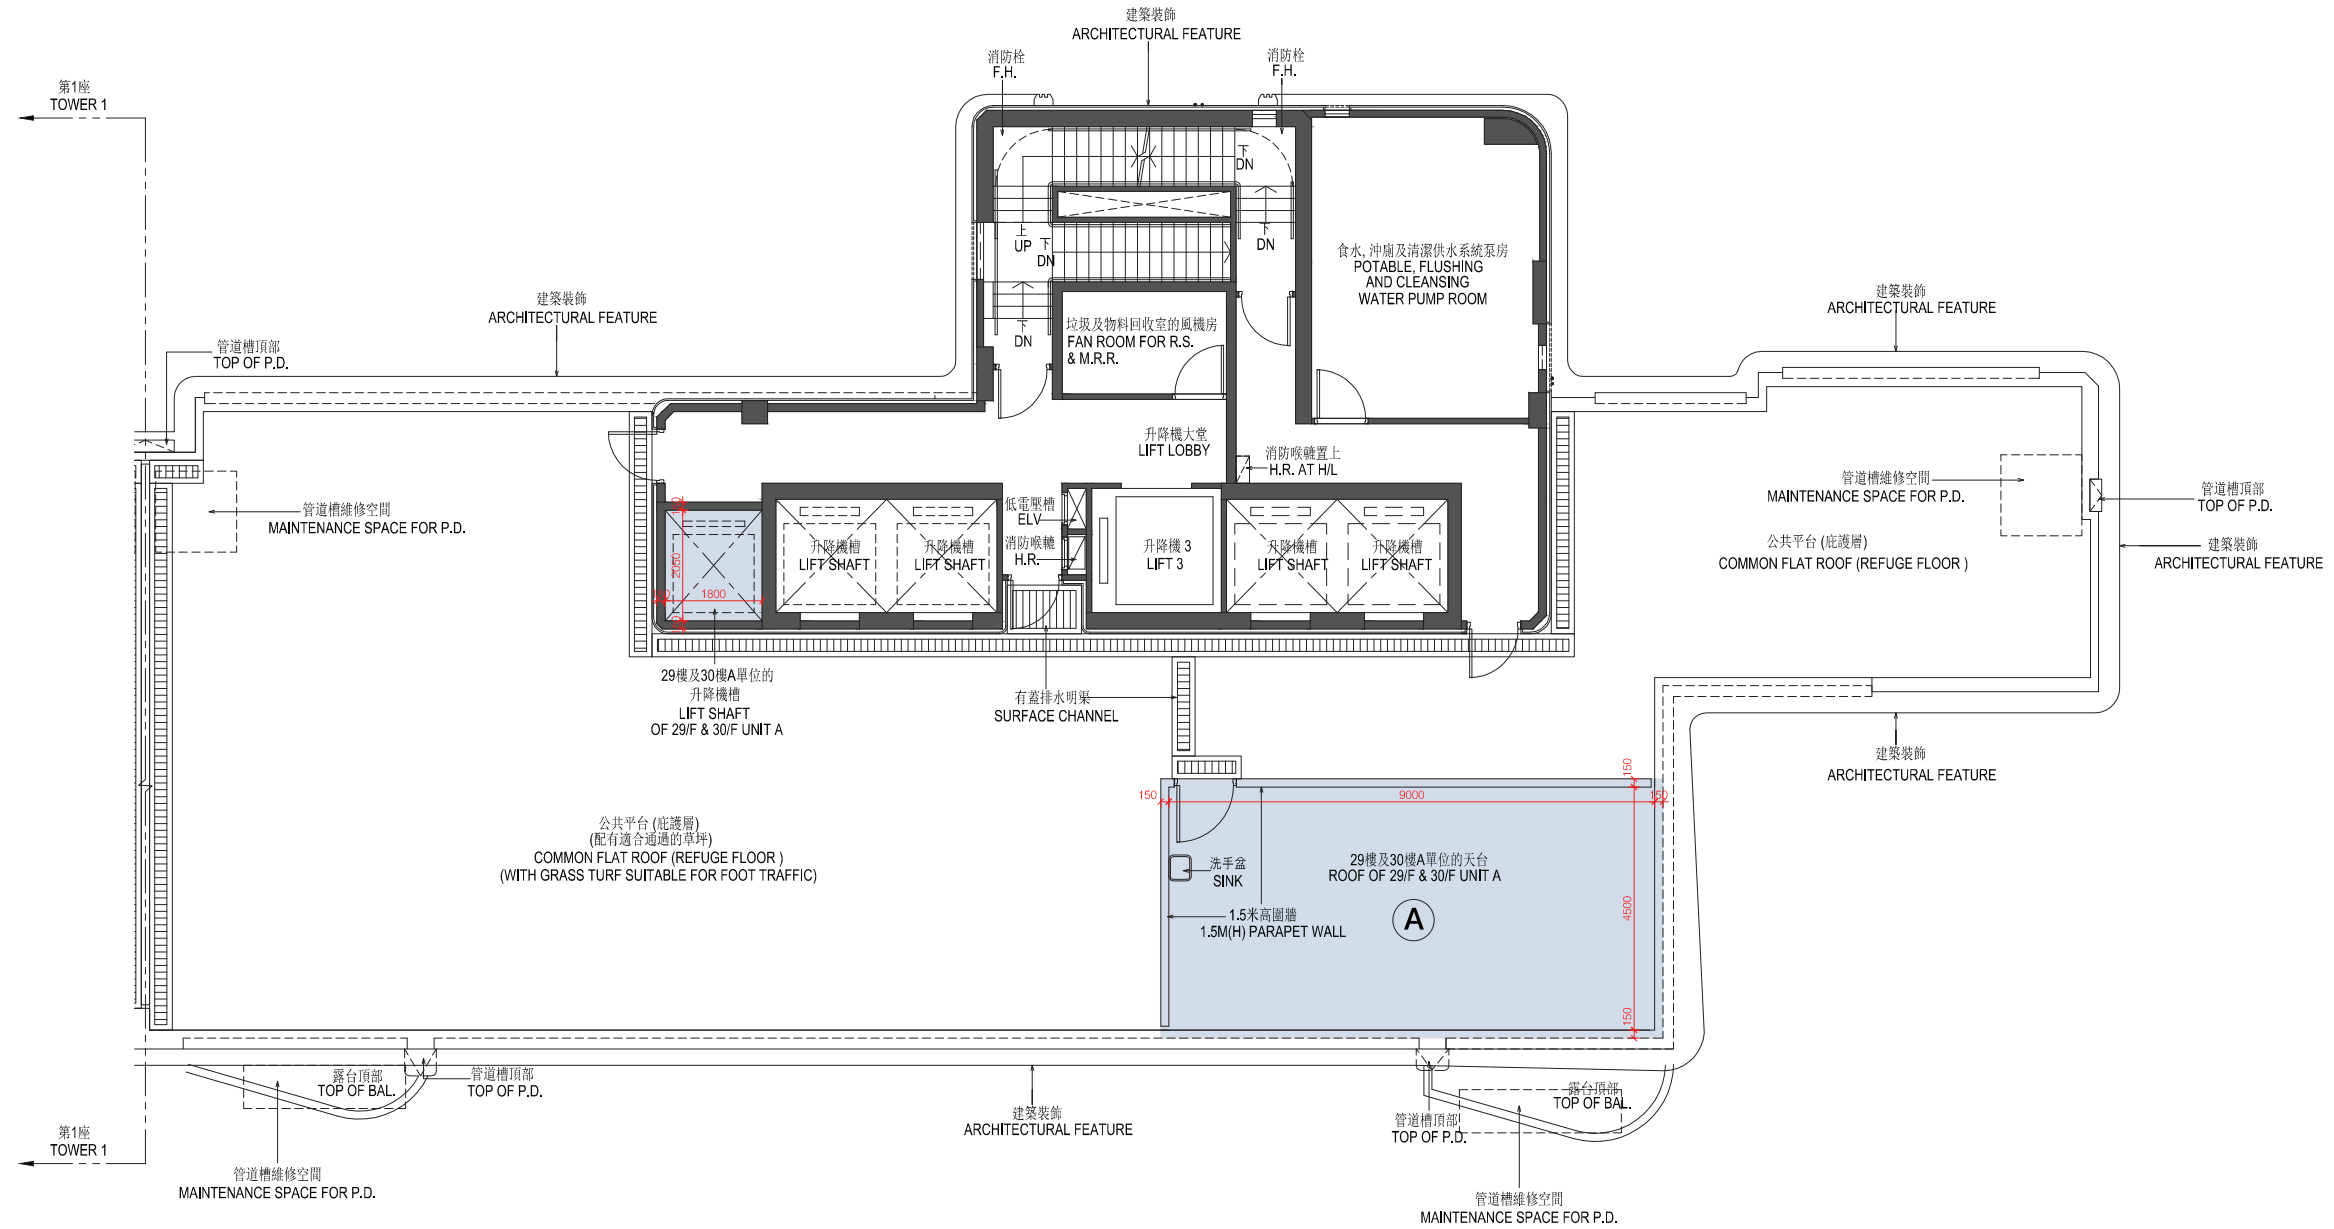 建築裝飾
ARCHITECTURAL FEATURE
消防栓
F.H.
消防栓
F.H.
第1座
TOWER 1
下
DN
上
UP
下
DN
下
DN
下
DN
食水, 沖廁及清潔供水系統泵房
POTABLE, FLUSHING
AND CLEANSING
WATER PUMP ROOM
建築裝飾
ARCHITECTURAL FEATURE
建築裝飾
ARCHITECTURAL FEATURE
垃圾及物料回收室的風機房
FAN ROOM FOR R.S.
& M.R.R.
管道槽頂部
TOP OF P.D.
升降機大堂
LIFT LOBBY
消防喉轆置上
H.R. AT H/L
管道槽維修空間
MAINTENANCE SPACE FOR P.D.
管道槽維修空間
MAINTENANCE SPACE FOR P.D.
管道槽頂部
TOP OF P.D.
低電壓槽
ELV
消防喉轆
H.R.
升降機槽
LIFT SHAFT
升降機槽
LIFT SHAFT
升降機 3
LIFT 3
升降機槽
LIFT SHAFT
升降機槽
LIFT SHAFT
公共平台 (庇護層)
COMMON FLAT ROOF (REFUGE FLOOR )
建築裝飾
ARCHITECTURAL FEATURE
150
2050
150
150
1800
29樓及30樓A單位的
升降機槽
LIFT SHAFT
OF 29/F & 30/F UNIT A
有蓋排水明渠
SURFACE CHANNEL
建築裝飾
ARCHITECTURAL FEATURE
150
150
9000
150
公共平台 (庇護層)
(配有適合通過的草坪)
COMMON FLAT ROOF (REFUGE FLOOR )
(WITH GRASS TURF SUITABLE FOR FOOT TRAFFIC)
洗手盆
SINK
29樓及30樓A單位的天台
ROOF OF 29/F & 30/F UNIT A
A
4500
1.5米高圍牆
1.5M(H) PARAPET WALL
150
露台頂部
TOP OF BAL.
管道槽頂部
TOP OF P.D.
建築裝飾
ARCHITECTURAL FEATURE
露台頂部
TOP OF BAL.
管道槽頂部
TOP OF P.D.
第1座
TOWER 1
管道槽維修空間
MAINTENANCE SPACE FOR P.D.
管道槽維修空間
MAINTENANCE SPACE FOR P.D.